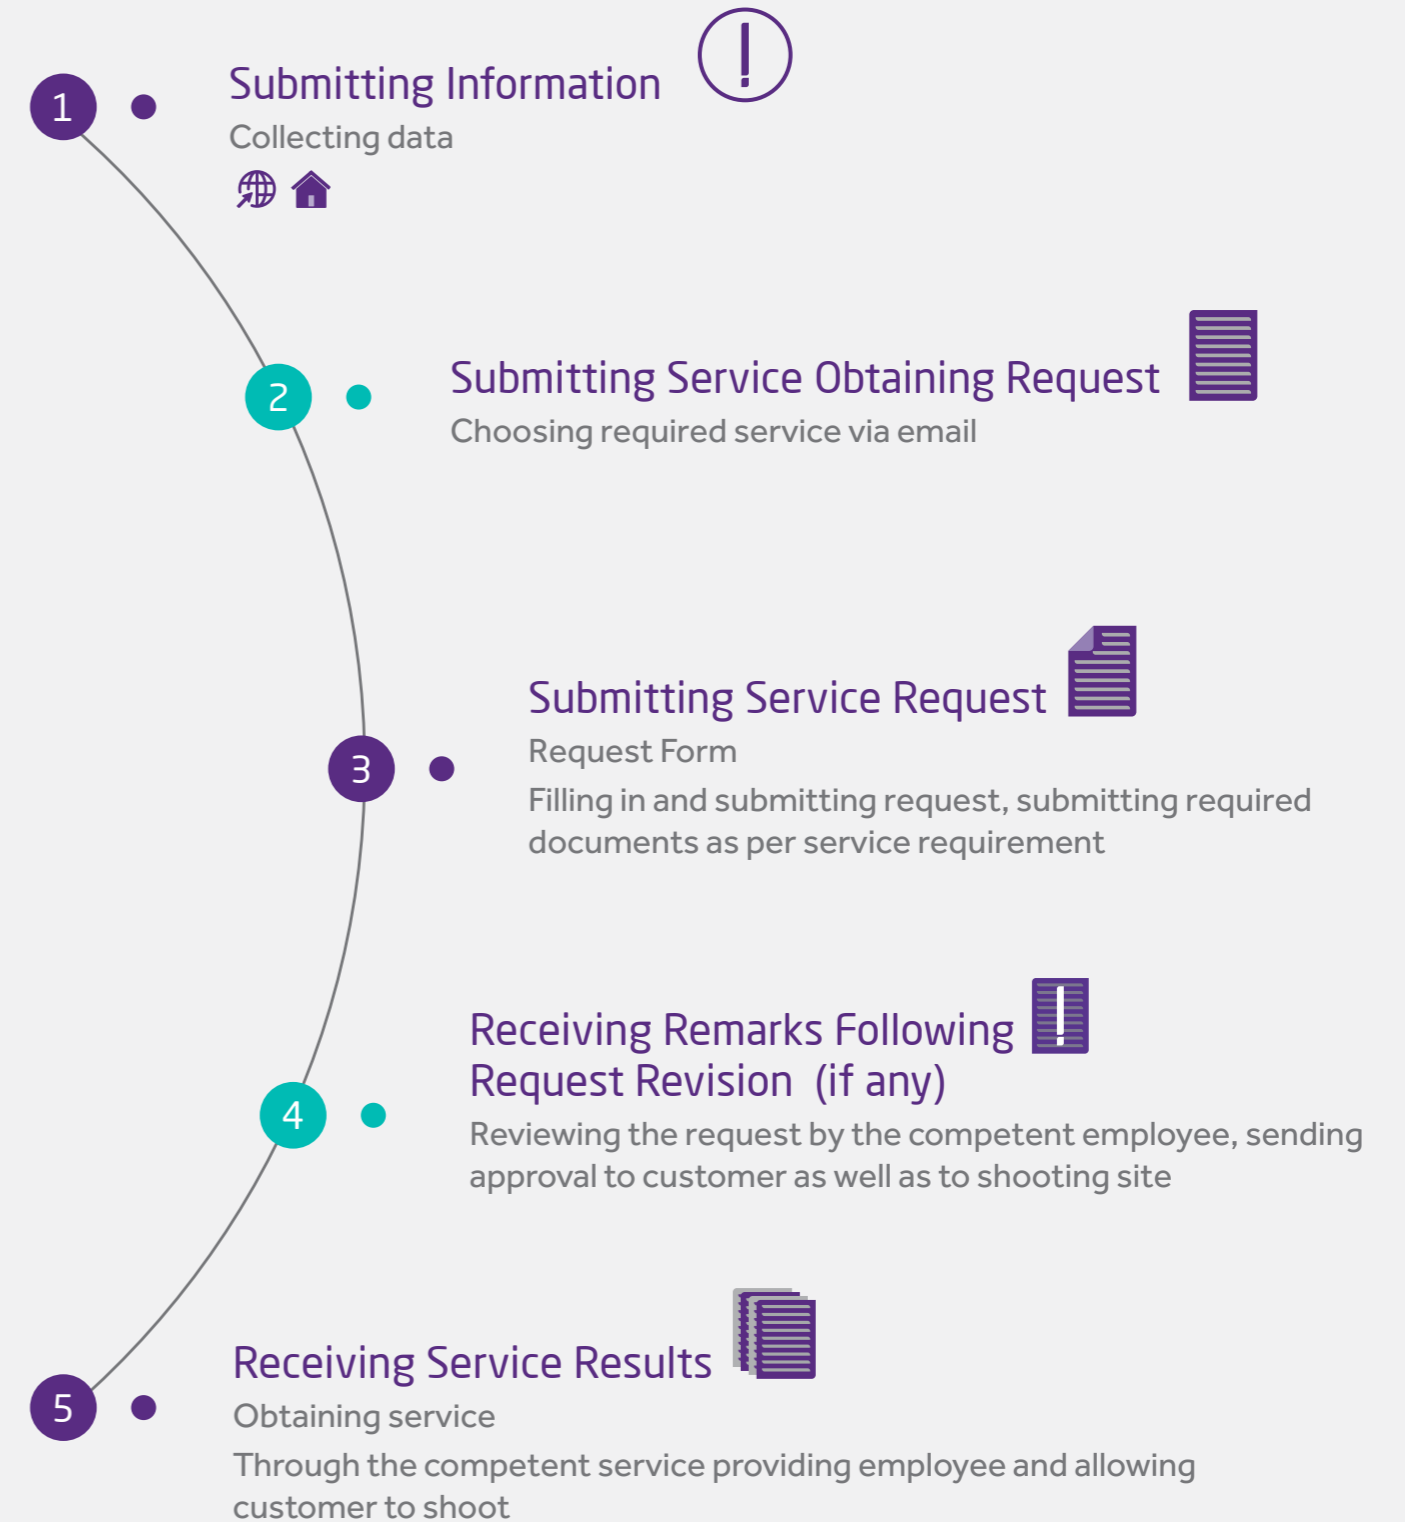 1
Submitting Information
Collecting data
2
Submitting Service Obtaining Request
Choosing required service via email
3
Submitting Service Request
Request Form
Filling in and submitting request, submitting required
documents as per service requirement
4
Receiving Remarks Following
Request Revision (if any)
Reviewing the request by the competent employee, sending
approval to customer as well as to shooting site
5
Receiving Service Results
Obtaining service
Through the competent service providing employee and allowing
customer to shoot